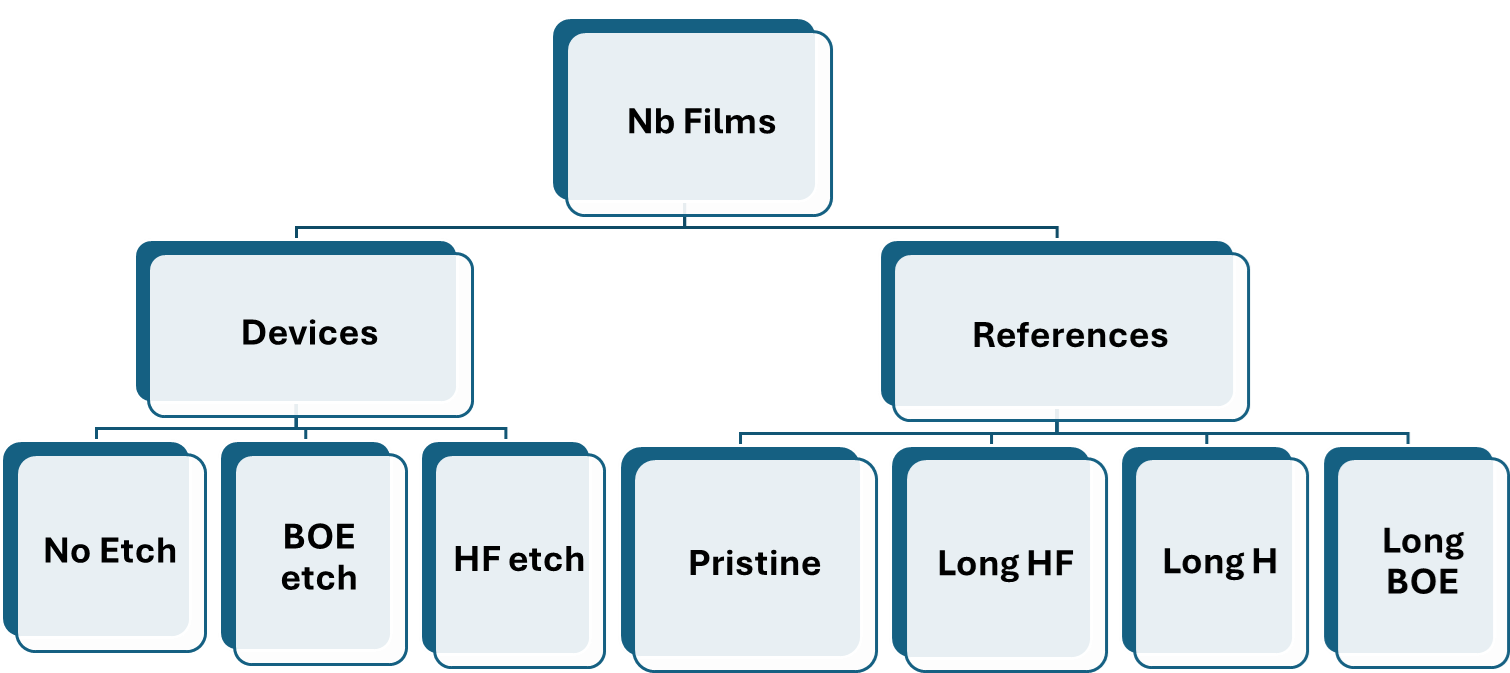 Nb Films
Devices
References
No Etch
BOE
etch
HF etch
Pristine
Long HF
Long H
Long
BOE